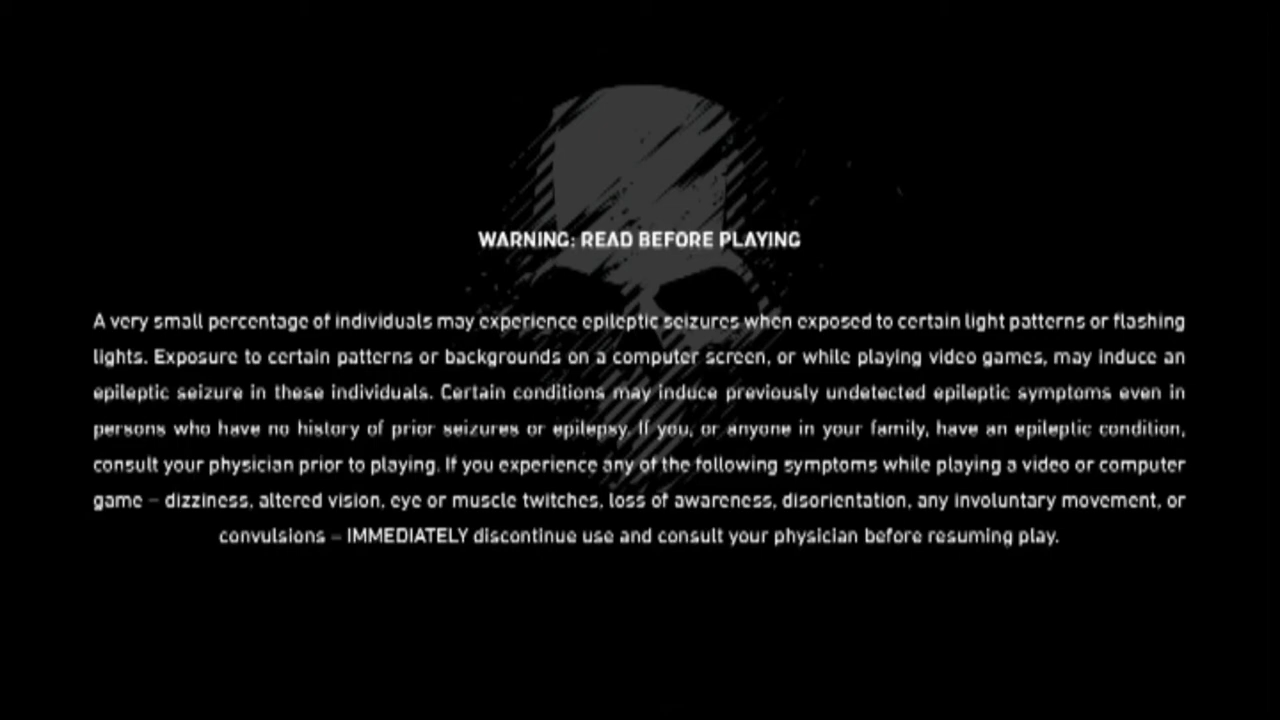 WARNING: READ BEFORE PLAYING
A very small percentage of individuals may experience epileptic seizures when exposed to certain light patterns or flashing
lights. Exposure to certain patterns or backgrounds on a computer screen, or while playing video games, may induce an
epileptic seizure in these individuals. Certain conditions may induce previously undetected epileptic symptoms even in
persons who have no history of prior seizures or epilepsy. If you, or anyone in your family, have an epileptic condition,
consult your physician prior to playing. If you experience any of the following symptoms while playing a video or computer
game – dizziness, altered vision, eye or muscle twitches, loss of awareness, disorientation, any involuntary movement, or
convulsions – IMMEDIATELY discontinue use and consult your physician before resuming play.